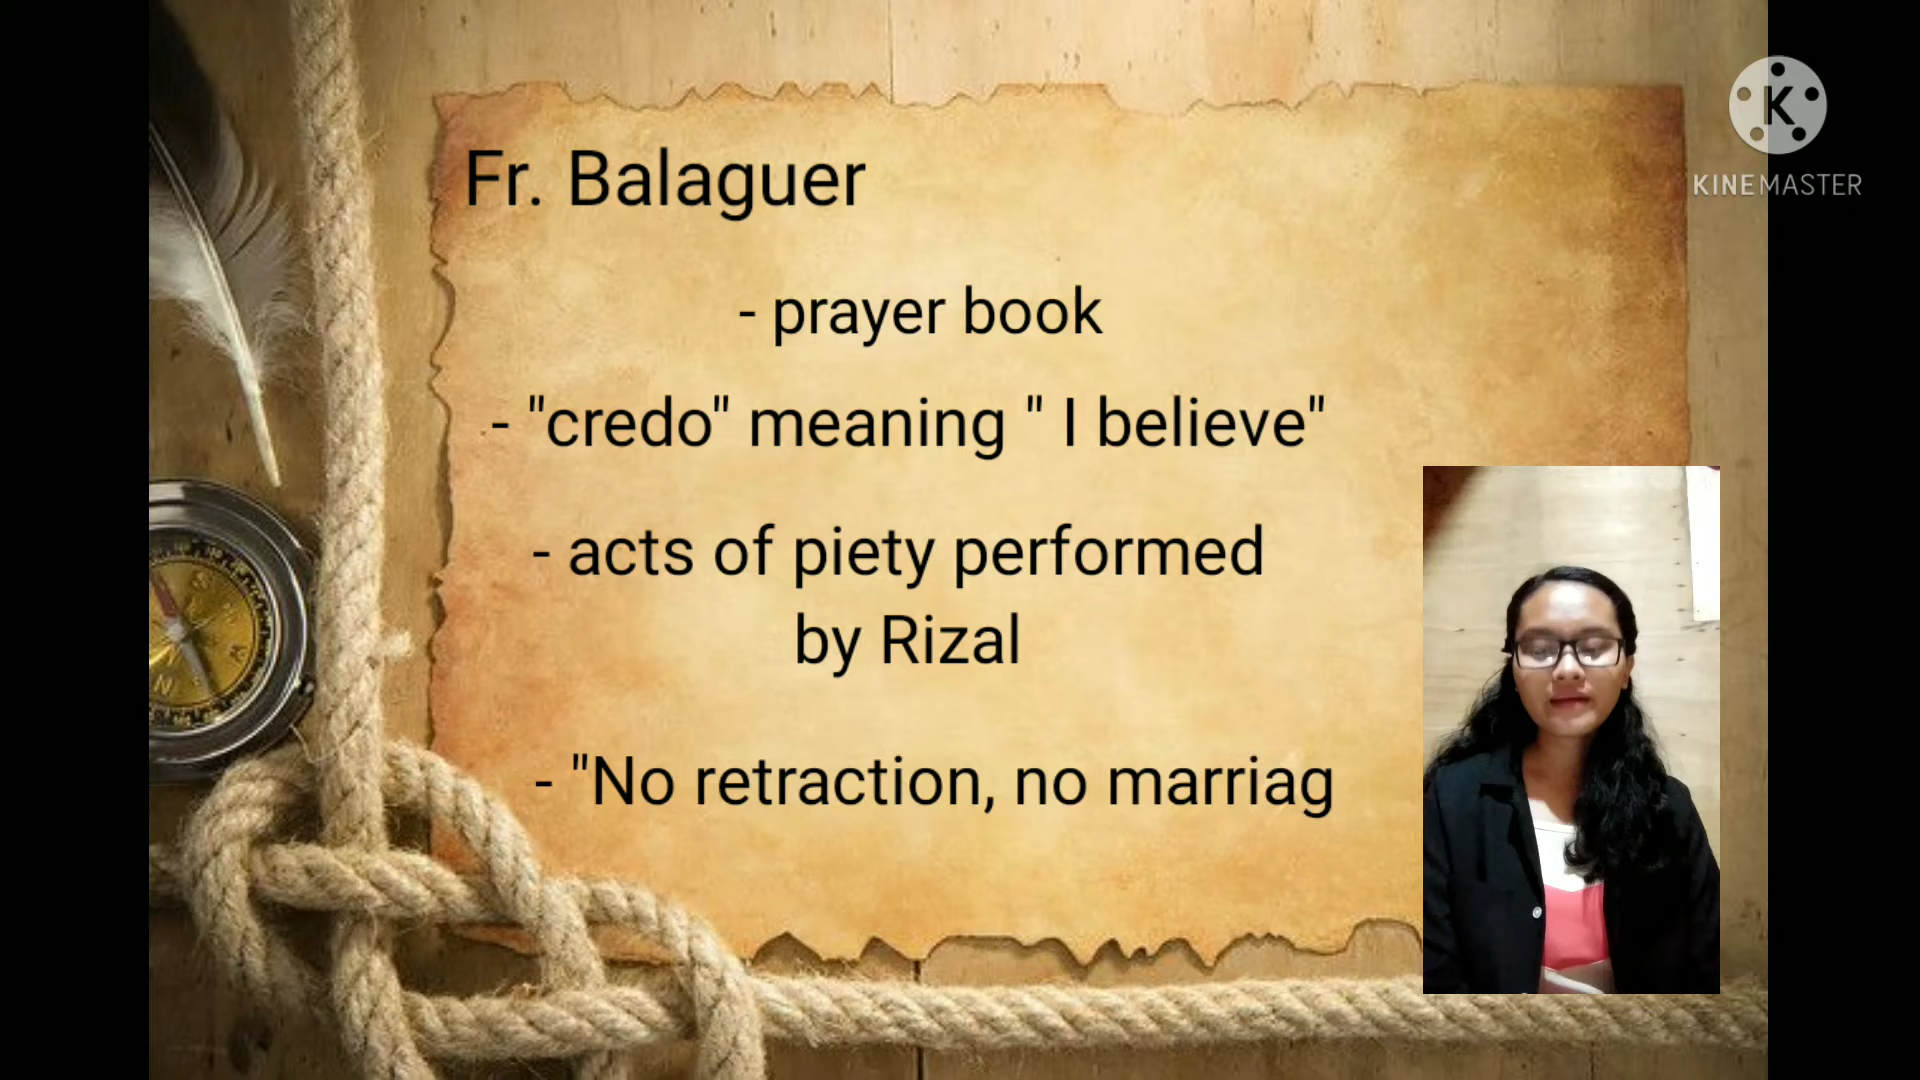 Fr. Balaguer
- prayer book
- "credo" meaning " I believe"
- acts of piety performed
by Rizal
- "No retraction, no marriag
K
KINEMASTER
S
N